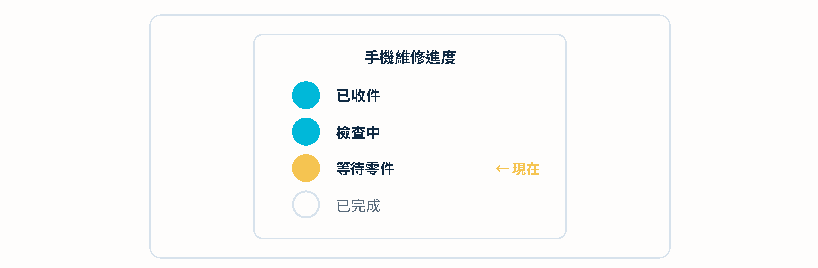 手機維修進度
已收件
檢查中
等待零件 ←現在
已完成